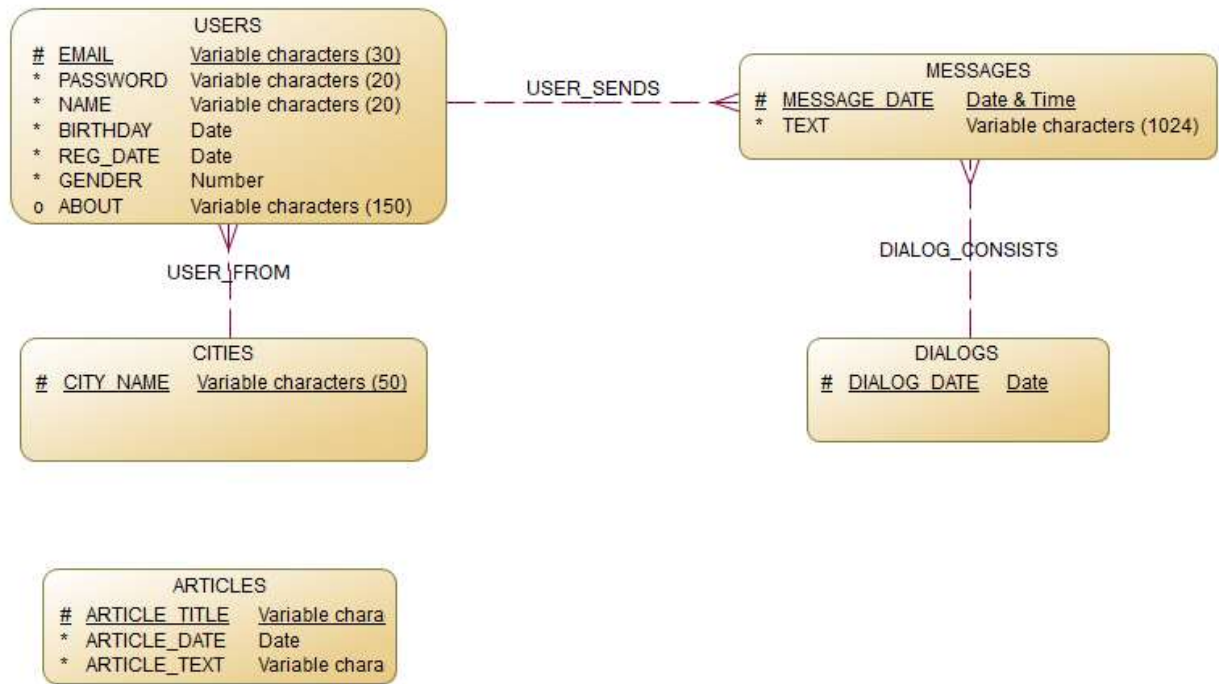 USERS
# EMAIL Variable characters (30)
* PASSWORD Variable characters (20)
* NAME Variable characters (20)
* BIRTHDAY Date
* REG_DATE Date
* GENDER Number
o ABOUT Variable characters (150)
USER_SENDS
MESSAGES
# MESSAGE_DATE Date & Time
* TEXT Variable characters (1024)
USER_FROM
DIALOG_CONSISTS
CITIES
# CITY_NAME Variable characters (50)
DIALOGS
# DIALOG_DATE Date
ARTICLES
# ARTICLE_TITLE Variable chara
* ARTICLE_DATE Date
* ARTICLE_TEXT Variable chara